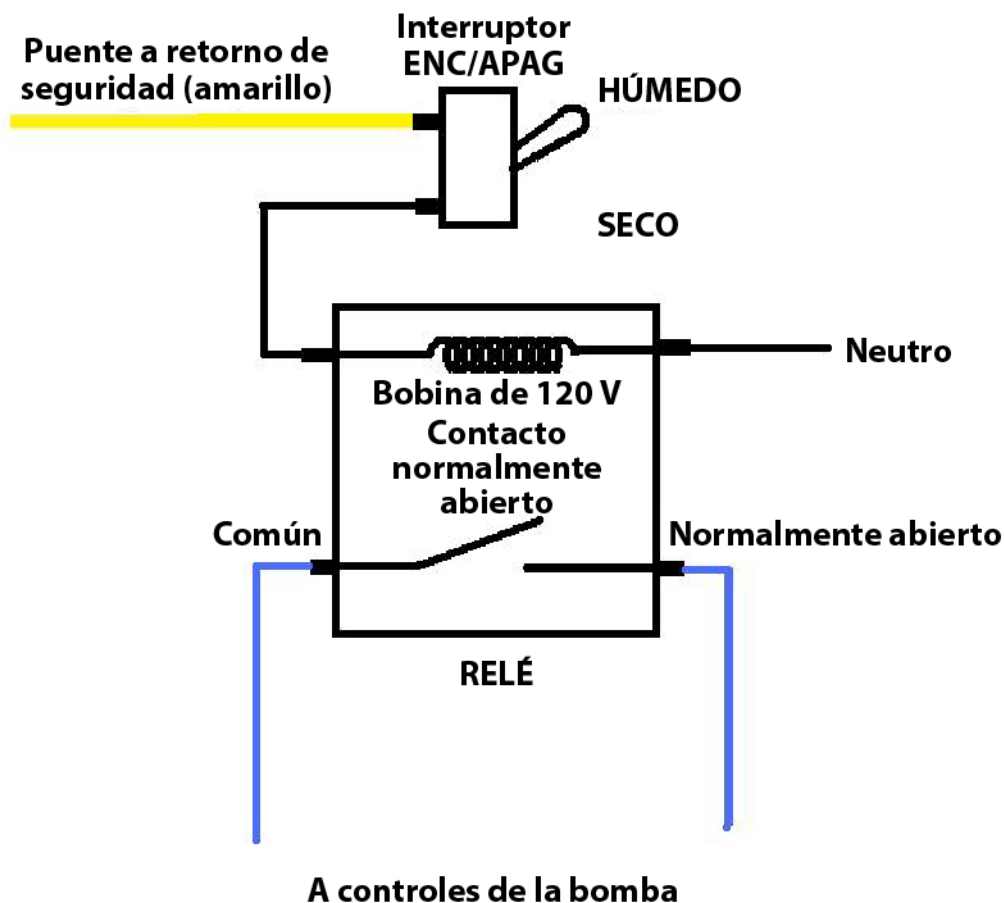 Puente a retorno de
seguridad (amarillo)
Interruptor
ENC/APAG
HÚMEDO
SECO
Neutro
Bobina de 120 V
Contacto
normalmente
abierto
Común
Normalmente abierto
RELÉ
A controles de la bomba